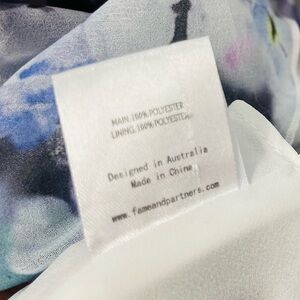 MAIN:100%POLYESTER
LINING:100%POLYESTER
Designed in Australia
Made in China
www.fameandpartners.com